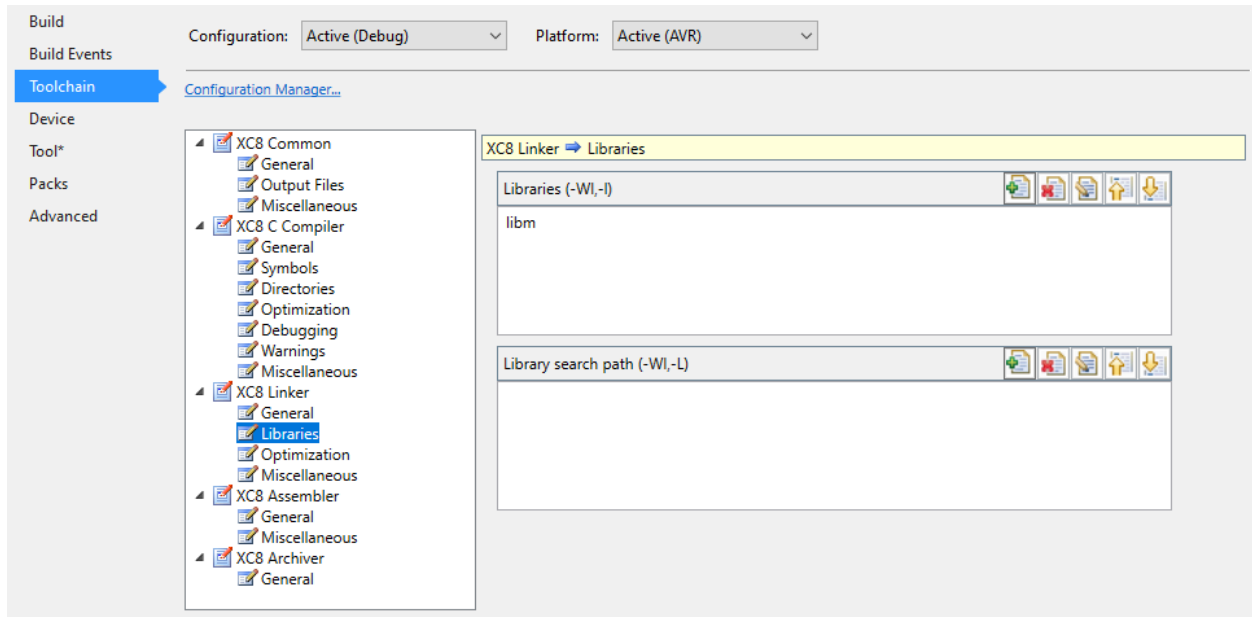 Build
Build Events
Toolchain
Device
Tool*
Packs
Advanced
Configuration: Active (Debug) Platform: Active (AVR)
Configuration Manager...
XC8 Common
General
Output Files
Miscellaneous
XC8 C Compiler
General
Symbols
Directories
Optimization
Debugging
Warnings
Miscellaneous
XC8 Linker
General
Libraries
Optimization
Miscellaneous
XC8 Assembler
General
Miscellaneous
XC8 Archiver
General
XC8 Linker ➡ Libraries
Libraries (-Wl,-l)
libm
Library search path (-Wl,-L)